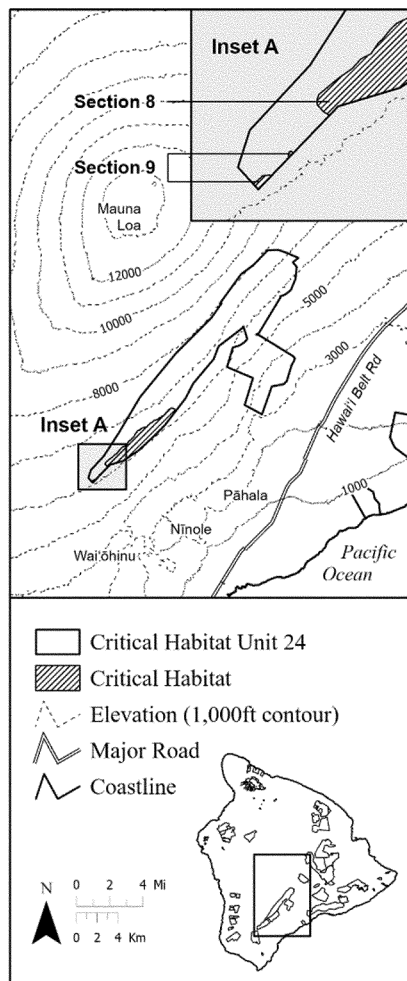 Inset A
Section 8
Section 9
Mauna
Loa
12000
10000
8000
5000
3000
Hawai'i Belt Rd
Inset A
Pāhala
1000
Nīnole
Wai'ōhinu
Pacific
Ocean
Critical Habitat Unit 24
Critical Habitat
Elevation (1,000ft contour)
Major Road
Coastline
N
0 2 4 Mi
0 2 4 Km